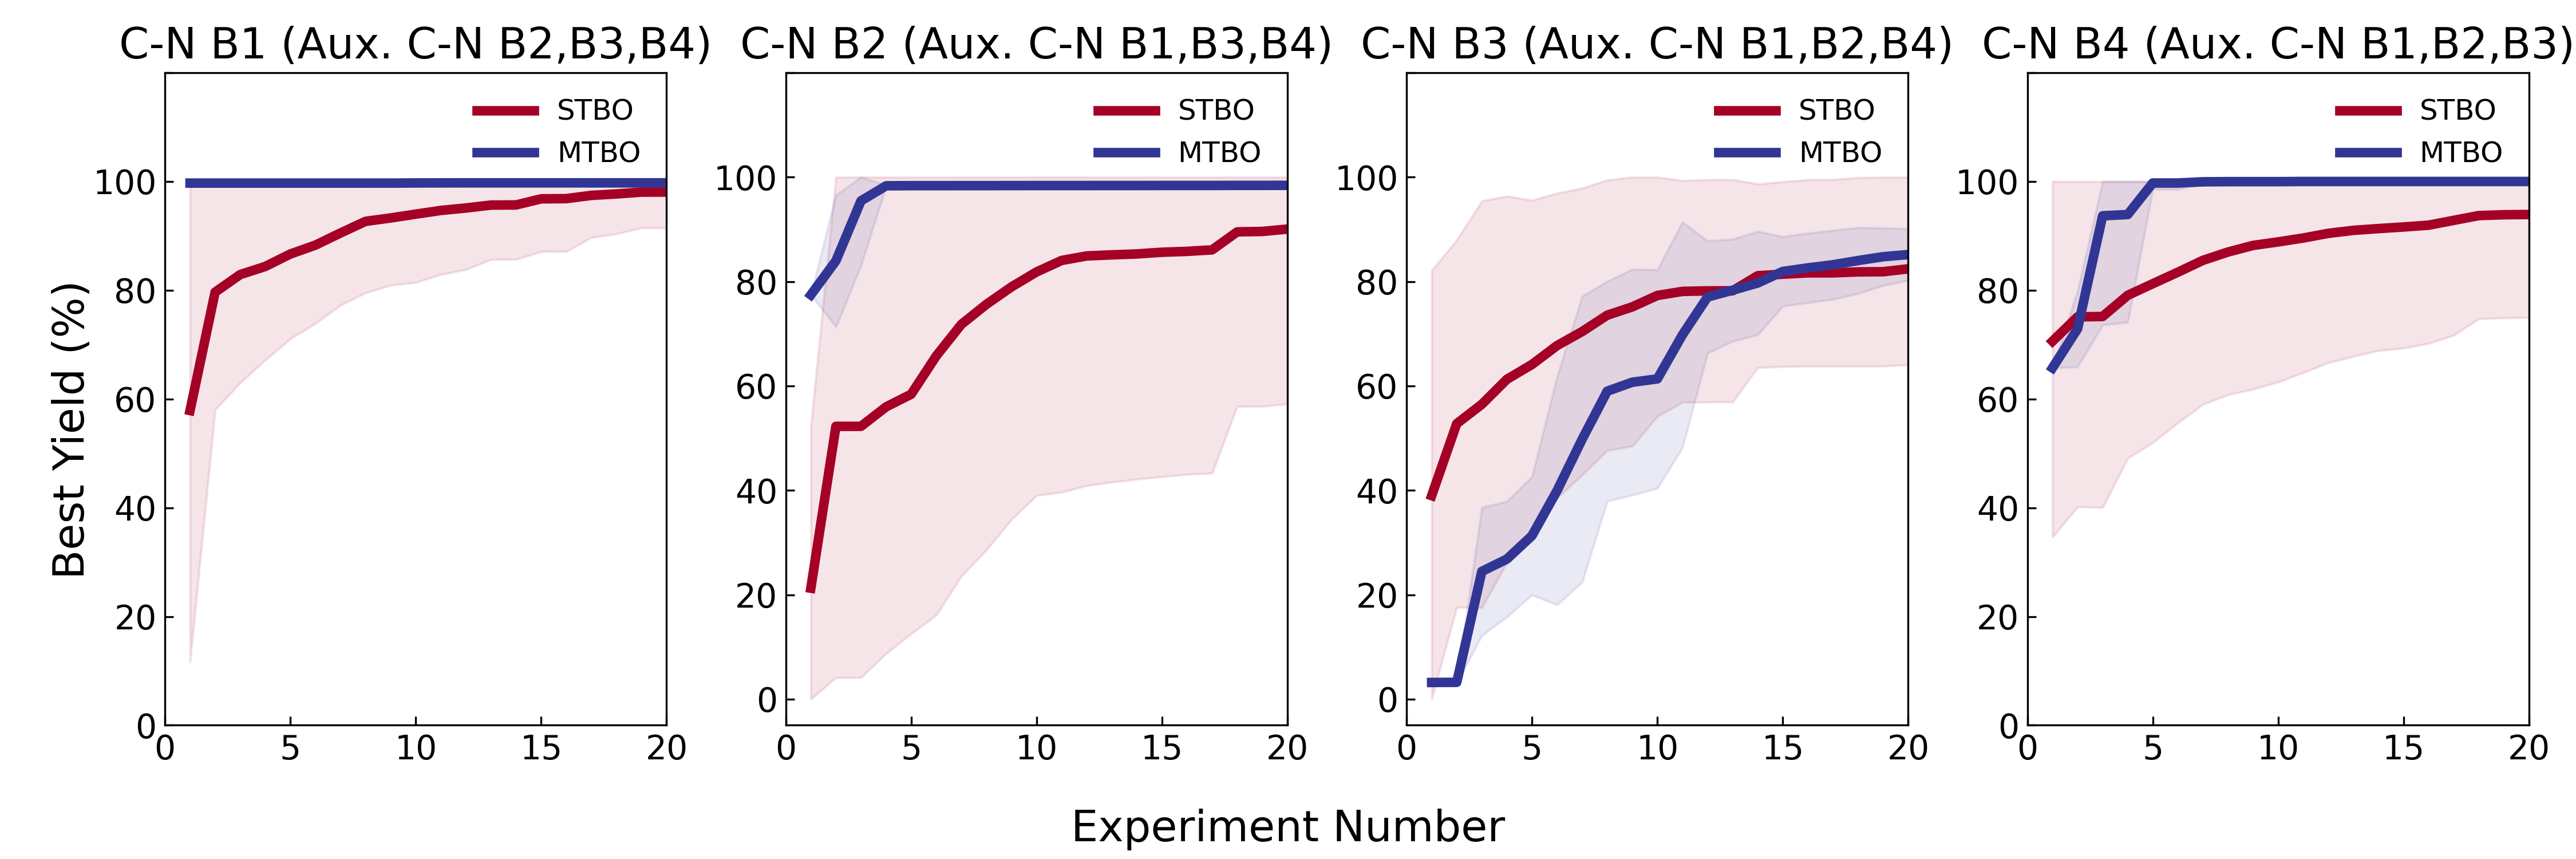 C-N B1 (Aux. C-N B2,B3,B4)
C-N B2 (Aux. C-N B1,B3,B4)
C-N B3 (Aux. C-N B1,B2,B4)
C-N B4 (Aux. C-N B1,B2,B3)
Best Yield (%)
STBO
MTBO
100
80
60
40
20
0
0 5 10 15 20
STBO
MTBO
100
80
60
40
20
0
0 5 10 15 20
STBO
MTBO
100
80
60
40
20
0
0 5 10 15 20
STBO
MTBO
100
80
60
40
20
0
0 5 10 15 20
Experiment Number